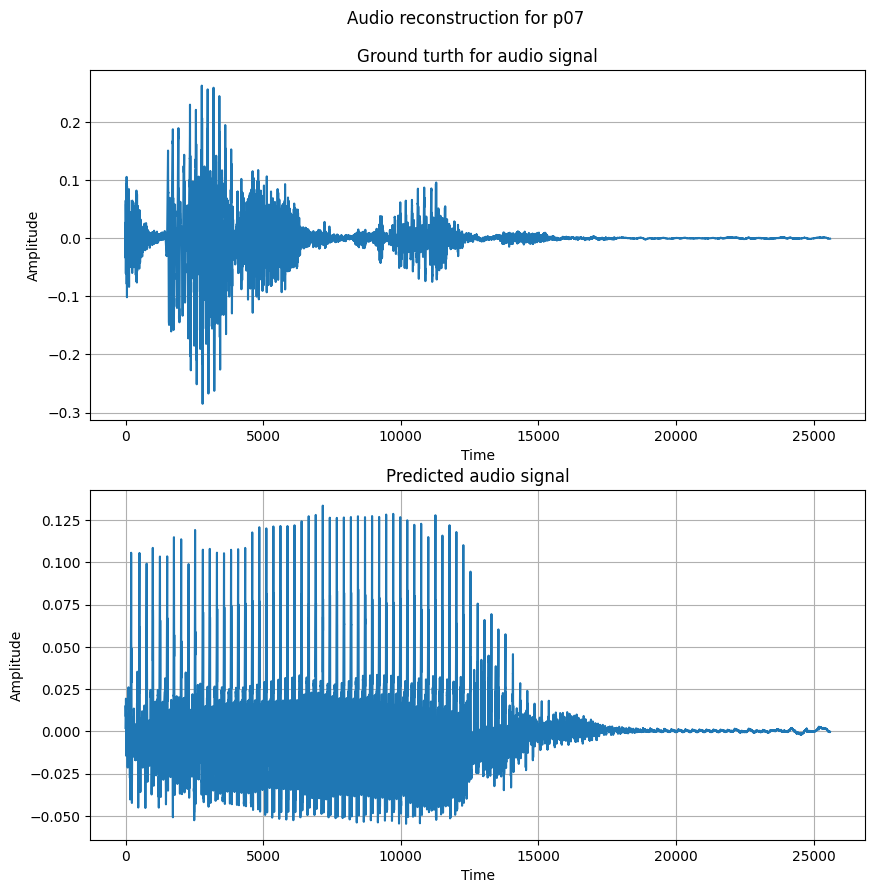 Audio reconstruction for p07
Ground turth for audio signal
0.2
0.1
0.0
−0.1
−0.2
−0.3
Amplitude
0 5000 10000 15000 20000 25000
Time
Predicted audio signal
0.125
0.100
0.075
0.050
0.025
0.000
−0.025
−0.050
Amplitude
0 5000 10000 15000 20000 25000
Time